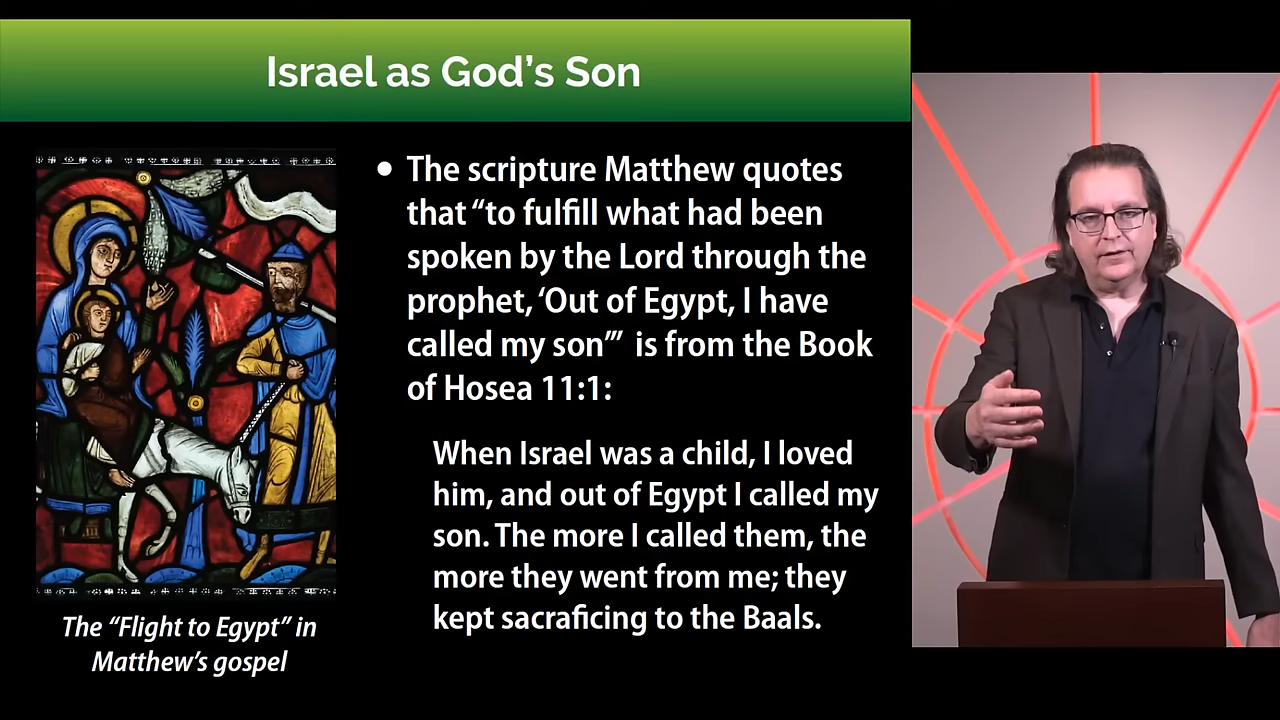 Israel as God’s Son
• The scripture Matthew quotes
that “to fulfill what had been
spoken by the Lord through the
prophet, ‘Out of Egypt, I have
called my son’” is from the Book
of Hosea 11:1:
When Israel was a child, I loved
him, and out of Egypt I called my
son. The more I called them, the
more they went from me; they
kept sacraficing to the Baals.
The “Flight to Egypt” in
Matthew’s gospel